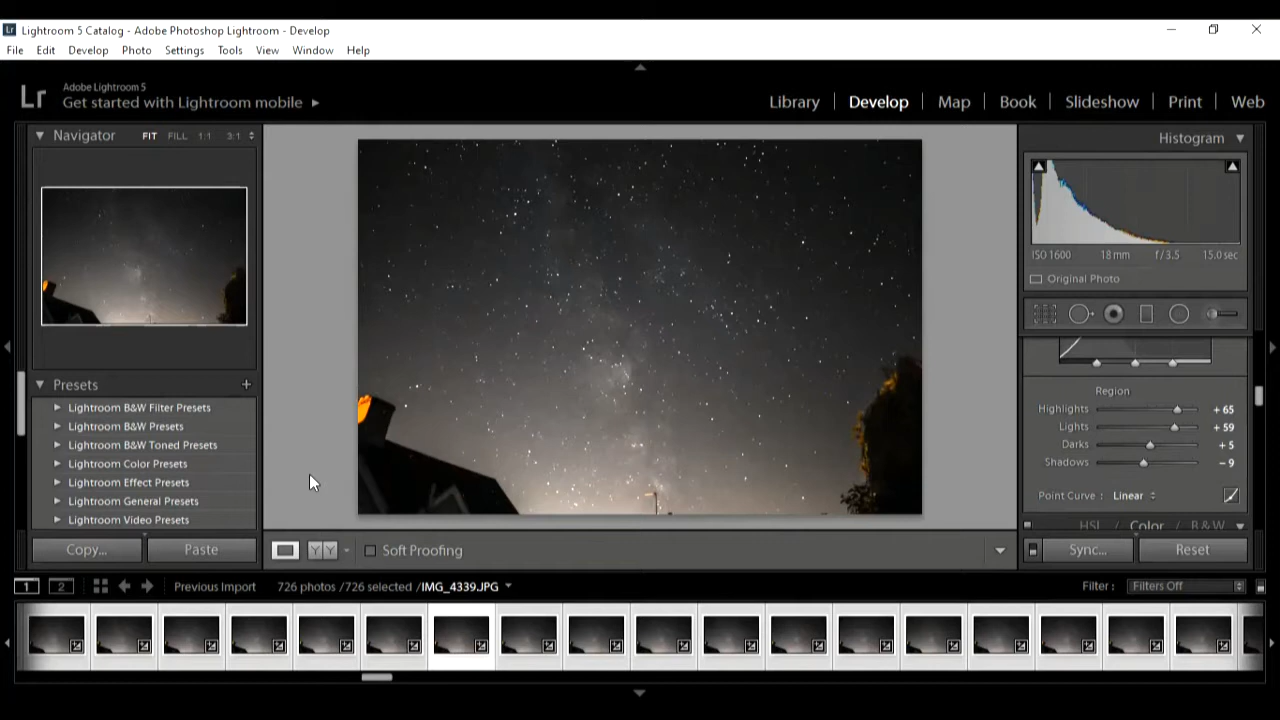 Lr Lightroom 5 Catalog - Adobe Photoshop Lightroom - Develop
File Edit Develop Photo Settings Tools View Window Help
Lr
Adobe Lightroom 5
Get started with Lightroom mobile
Library Develop Map Book Slideshow Print Web
Navigator FIT FILL 1:1 3:1
Presets
Lightroom B&W Filter Presets
Lightroom B&W Presets
Lightroom B&W Toned Presets
Lightroom Color Presets
Lightroom Effect Presets
Lightroom General Presets
Lightroom Video Presets
Copy... Paste
Y Y Soft Proofing
Histogram
ISO 1600 18 mm f / 3.5 15.0 sec
Original Photo
Region
Highlights + 65
Lights + 59
Darks + 5
Shadows - 9
Point Curve : Linear
HSL Color B & W
Sync... Reset
1 2 Previous Import 726 photos / 726 selected / IMG_4339.JPG Filter : Filters Off